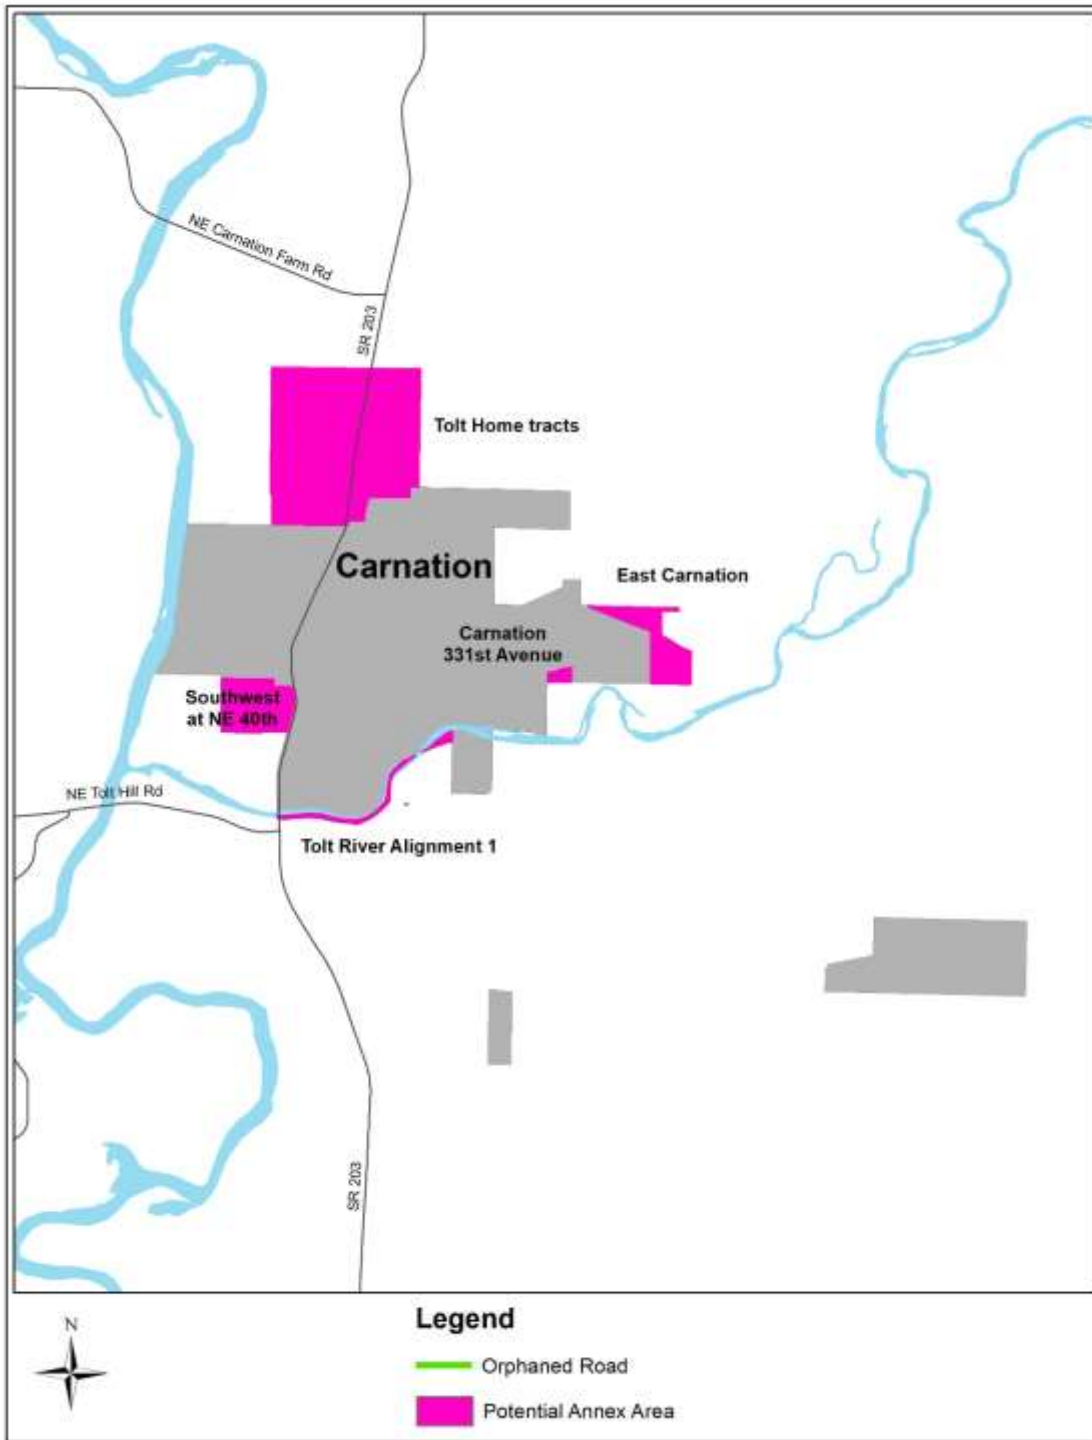 NE Carnation Farm Rd
SR 203
Tolt Home tracts
Carnation
East Carnation
Carnation
331st Avenue
Southwest
at NE 40th
NE Tolt Hill Rd
Tolt River Alignment 1
SR 203
N
Legend
Orphaned Road
Potential Annex Area